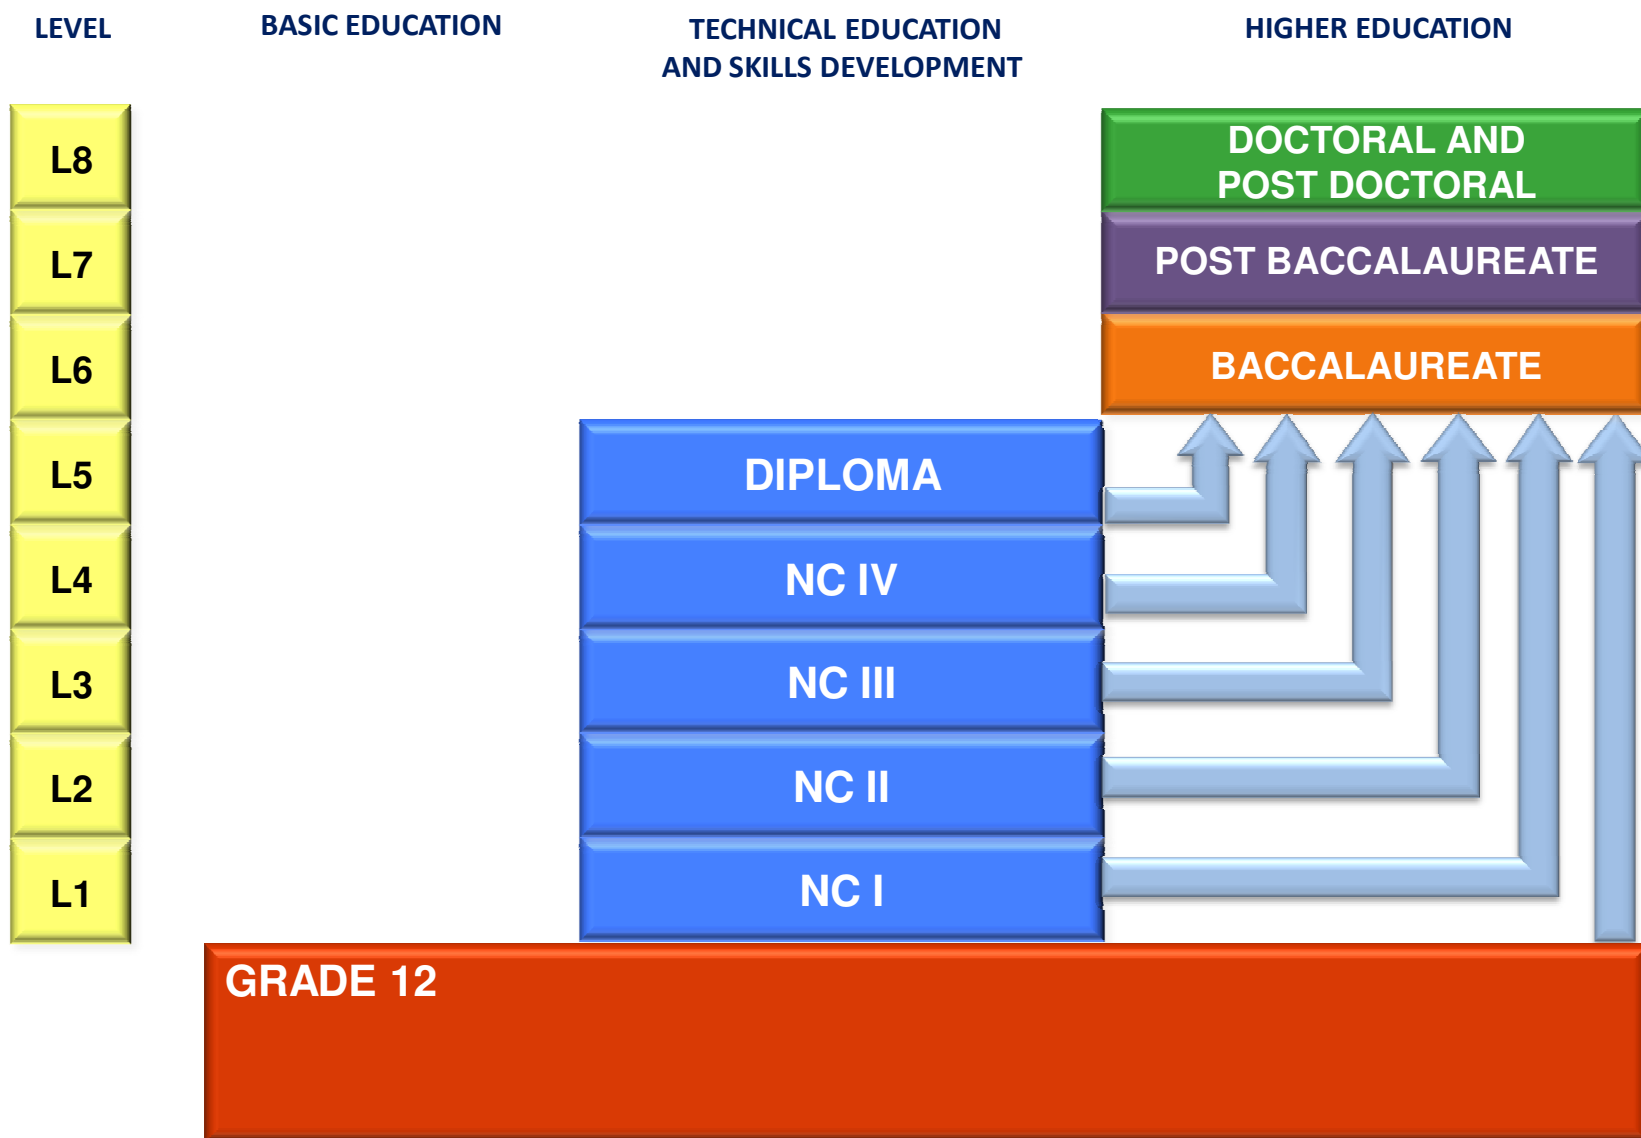 LEVEL
BASIC EDUCATION
TECHNICAL EDUCATION
AND SKILLS DEVELOPMENT
HIGHER EDUCATION
L8
DOCTORAL AND
POST DOCTORAL
L7
POST BACCALAUREATE
L6
BACCALAUREATE
L5
DIPLOMA
L4
NC IV
L3
NC III
L2
NC II
L1
NC I
GRADE 12